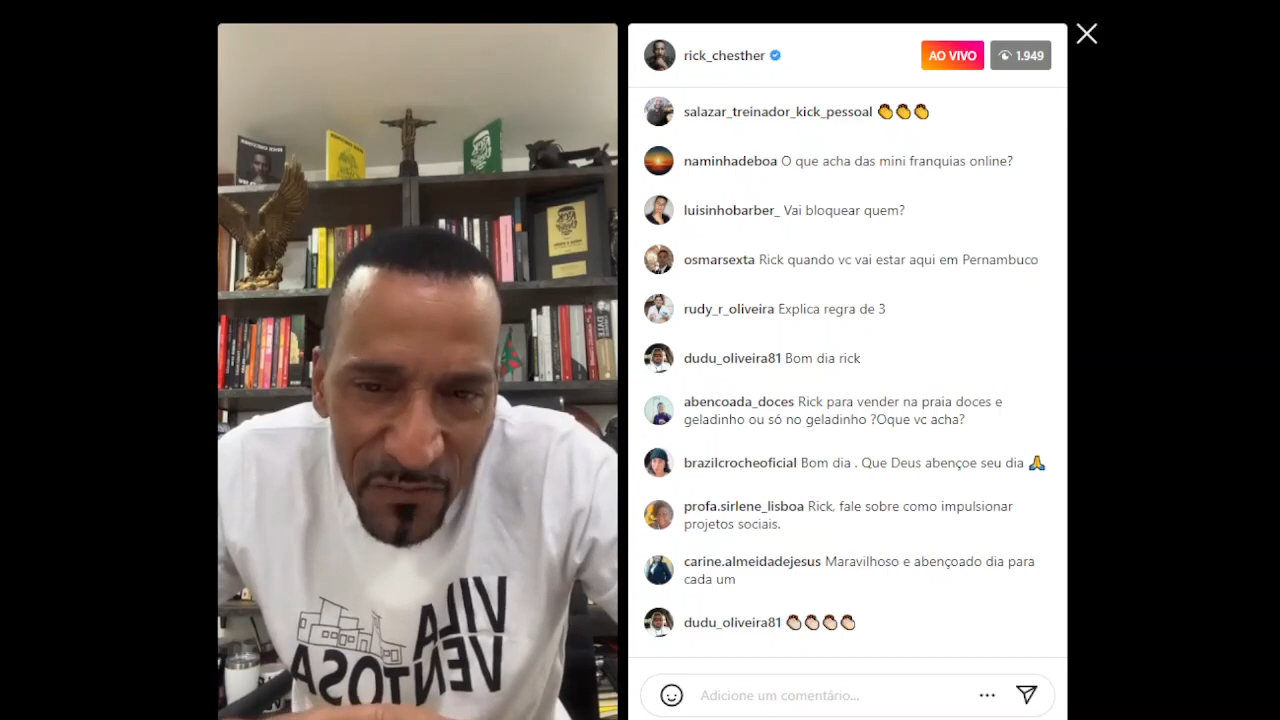 rick_chesther
AO VIVO
1.949
salazar_treinador_kick_pessoal 👏👏👏
naminhadeboa O que acha das mini franquias online?
luisinhobarber_ Vai bloquear quem?
osmarsexta Rick quando vc vai estar aqui em Pernambuco
rudy_r_oliveira Explica regra de 3
dudu_oliveira81 Bom dia rick
abencoada_doces Rick para vender na praia doces e
geladinho ou só no geladinho ?Oque vc acha?
brazilcrocheoficial Bom dia . Que Deus abençoe seu dia 🙏
profa.sirlene_lisboa Rick, fale sobre como impulsionar
projetos sociais.
carine.almeidadejesus Maravilhoso e abençoado dia para
cada um
dudu_oliveira81 👏🏻👏🏻👏🏻👏🏻
Adicione um comentário...
VILA
VENTOSA